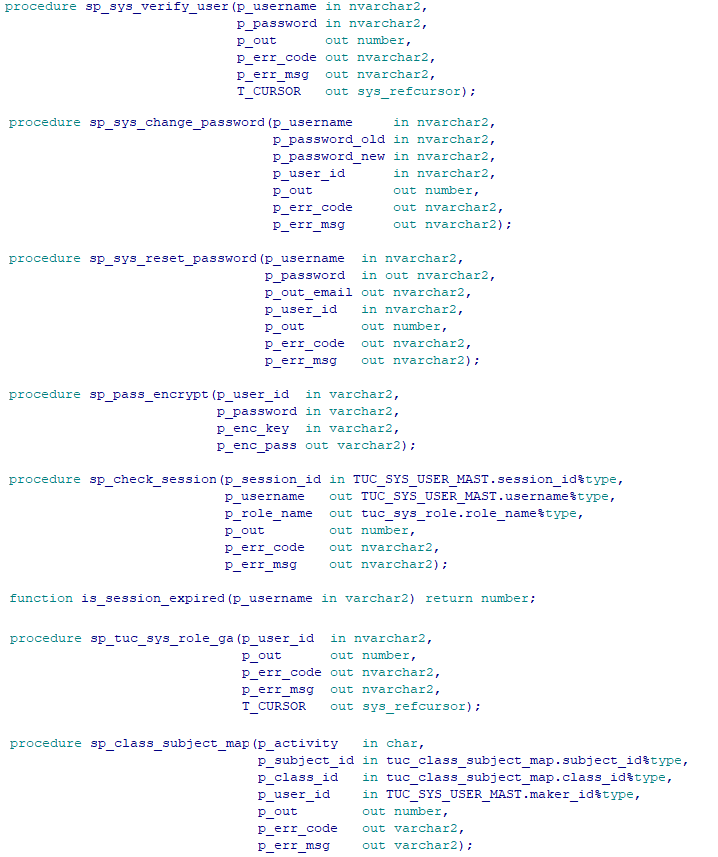 procedure sp_sys_verify_user(p_username in nvarchar2,
p_password in nvarchar2,
p_out out number,
p_err_code out nvarchar2,
p_err_msg out nvarchar2,
T_CURSOR out sys_refcursor);
procedure sp_sys_change_password(p_username in nvarchar2,
p_password_old in nvarchar2,
p_password_new in nvarchar2,
p_user_id in nvarchar2,
p_out out number,
p_err_code out nvarchar2,
p_err_msg out nvarchar2);
procedure sp_sys_reset_password(p_username in nvarchar2,
p_password in out nvarchar2,
p_out_email out nvarchar2,
p_user_id in nvarchar2,
p_out out number,
p_err_code out nvarchar2,
p_err_msg out nvarchar2);
procedure sp_pass_encrypt(p_user_id in varchar2,
p_password in varchar2,
p_enc_key in varchar2,
p_enc_pass out varchar2);
procedure sp_check_session(p_session_id in TUC_SYS_USER_MAST.session_id%type,
p_username out TUC_SYS_USER_MAST.username%type,
p_role_name out tuc_sys_role.role_name%type,
p_out out number,
p_err_code out nvarchar2,
p_err_msg out nvarchar2);
function is_session_expired(p_username in varchar2) return number;
procedure sp_tuc_sys_role_ga(p_user_id in nvarchar2,
p_out out number,
p_err_code out nvarchar2,
p_err_msg out nvarchar2,
T_CURSOR out sys_refcursor);
procedure sp_class_subject_map(p_activity in char,
p_subject_id in tuc_class_subject_map.subject_id%type,
p_class_id in tuc_class_subject_map.class_id%type,
p_user_id in TUC_SYS_USER_MAST.maker_id%type,
p_out out number,
p_err_code out varchar2,
p_err_msg out varchar2);